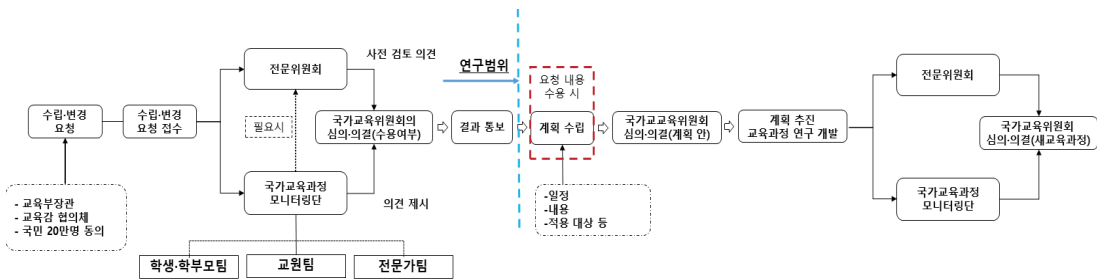 수립·변경
요청
- 교육부장관
- 교육감 협의체
- 국민 20만명 동의
수립·변경
요청 접수
전문위원회
사전 검토 의견
필요시
국가교육과정
모니터링단
의견 제시
학생·학부모팀
교원팀
전문가팀
국가교육위원회의
심의·의결(수용여부)
결과 통보
연구범위
요청 내용
수용 시
계획 수립
-일정
-내용
-적용 대상 등
국가교교육위원회
심의·의결(계획 안)
계획 추진
교육과정 연구 개발
전문위원회
국가교육과정
모니터링단
국가교육위원회
심의·의결(새교육과정)